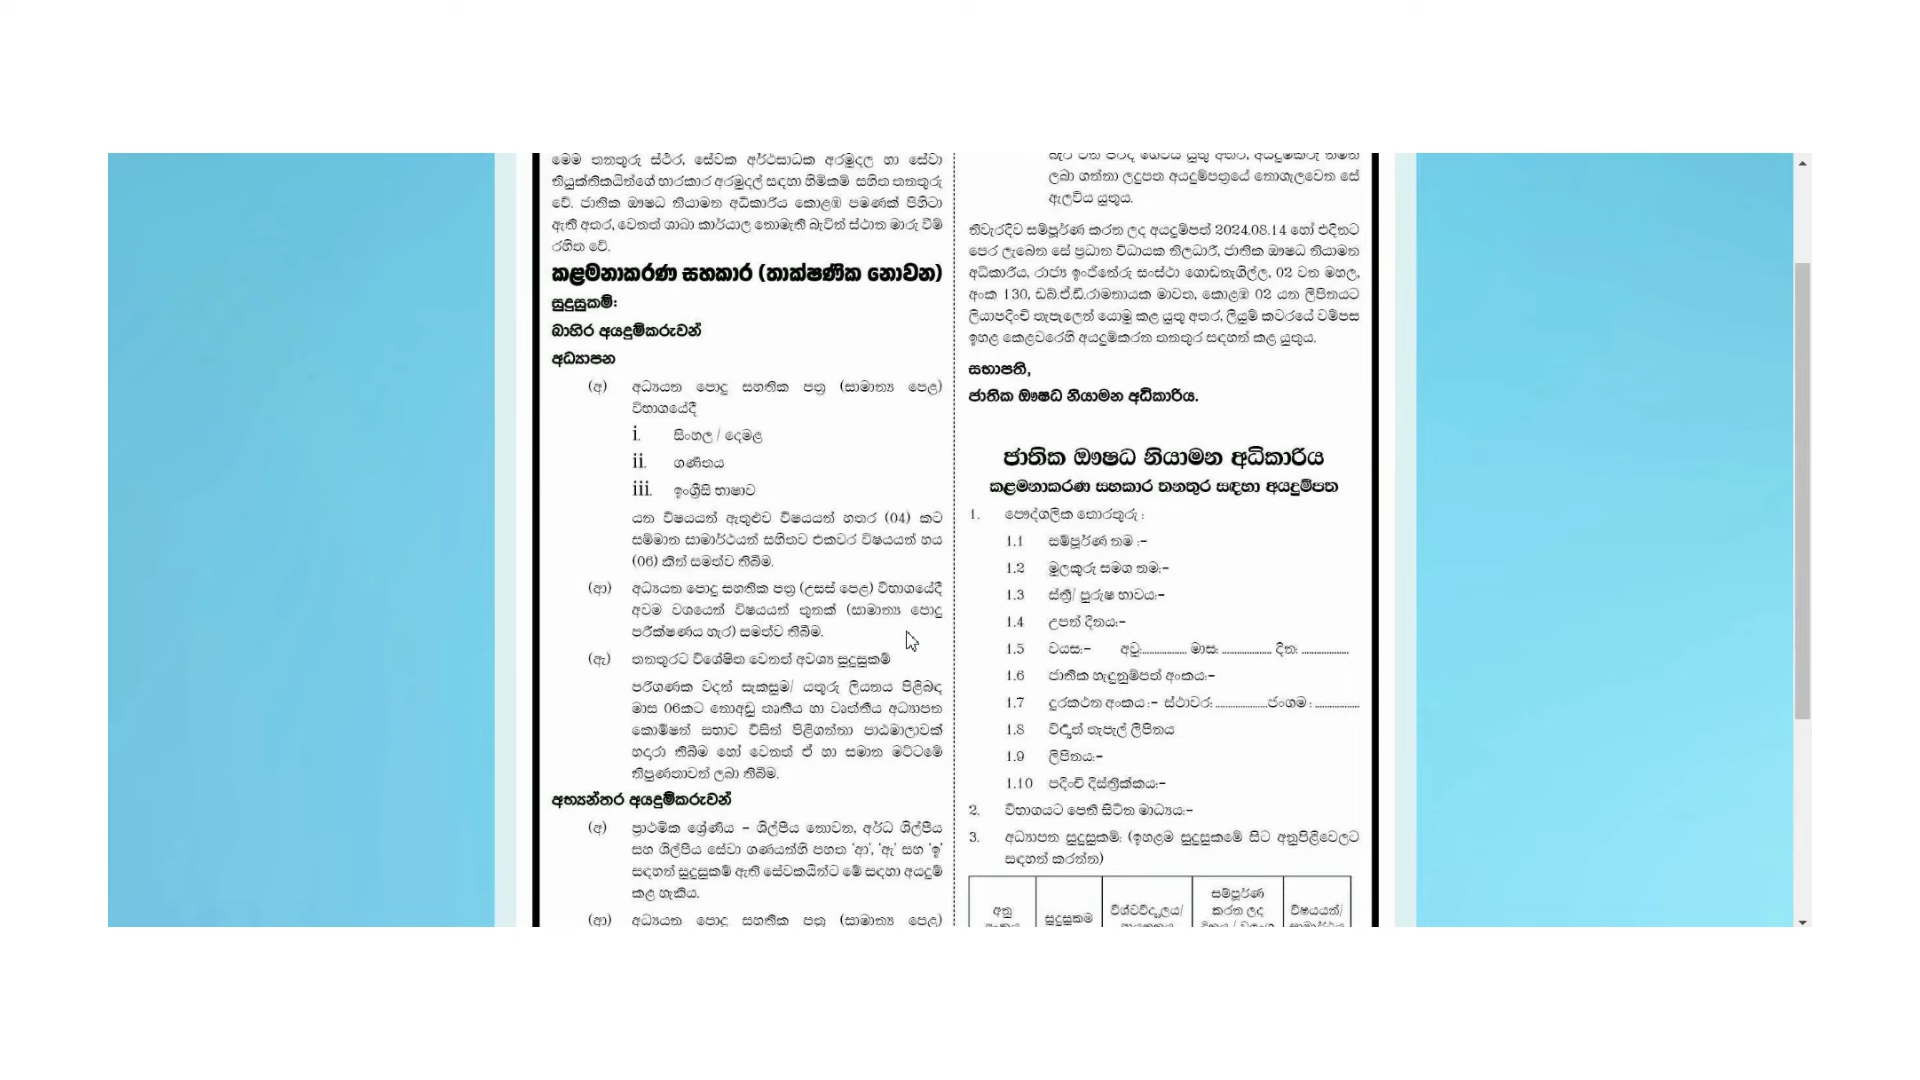 මෙම තනතුරු ස්ථිර, සේවක අර්ථසාධක අරමුදල හා සේවා
නියුක්තිකයින්ගේ භාරකාර අරමුදල් සඳහා හිමිකම් සහිත තනතුරු
වේ. ජාතික ඖෂධ නියාමන අධිකාරිය කොළඹ පමණක් පිහිටා
ඇති අතර, වෙනත් ශාඛා කාර්යාල නොමැති බැවින් ස්ථාන මාරු වීම්
රහිත වේ.
කළමනාකරණ සහකාර (තාක්ෂණික නොවන)
සුදුසුකම්:
බාහිර අයදුම්කරුවන්
අධ්‍යාපන
(අ) අධ්‍යයන පොදු සහතික පත්‍ර (සාමාන්‍ය පෙළ)
විභාගයේදී
i. සිංහල / දෙමළ
ii. ගණිතය
iii. ඉංග්‍රීසි භාෂාව
යන විෂයයන් ඇතුළුව විෂයයන් හතර (04) කට
සම්මාන සාමාර්ථයන් සහිතව එකවර විෂයයන් හය
(06) කින් සමත්ව තිබීම.
(ආ) අධ්‍යයන පොදු සහතික පත්‍ර (උසස් පෙළ) විභාගයේදී
අවම වශයෙන් විෂයයන් තුනක් (සාමාන්‍ය පොදු
පරීක්ෂණය හැර) සමත්ව තිබීම.
(ඇ) තනතුරට විශේෂිත වෙනත් අවශ්‍ය සුදුසුකම්
පරිගණක වදන් සැකසුම/ යතුරු ලියනය පිළිබඳ
මාස 06කට නොඅඩු තෘතීය හා වෘත්තීය අධ්‍යාපන
කොමිෂන් සභාව විසින් පිළිගන්නා පාඨමාලාවක්
හදාරා තිබීම හෝ වෙනත් ඒ හා සමාන මට්ටමේ
නිපුණතාවන් ලබා තිබීම.
අභ්‍යන්තර අයදුම්කරුවන්
(අ) ප්‍රාථමික ශ්‍රේණිය – ශිල්පීය නොවන, අර්ධ ශිල්පීය
සහ ශිල්පීය සේවා ගණයන්හි පහත 'ආ', 'ඇ' සහ 'ඉ'
සඳහන් සුදුසුකම් ඇති සේවකයින්ට මේ සඳහා අයදුම්
කළ හැකිය.
(ආ) අධ්‍යයන පොදු සහතික පත්‍ර (සාමාන්‍ය පෙළ)
ලබා ගන්නා ලදුපත අයදුම්පත්‍රයේ නොගැලවෙන සේ
ඇලවිය යුතුය.
නිවැරදිව සම්පූර්ණ කරන ලද අයදුම්පත් 2024.08.14 හෝ එදිනට
පෙර ලැබෙන සේ ප්‍රධාන විධායක නිලධාරී, ජාතික ඖෂධ නියාමන
අධිකාරිය, රාජ්‍ය ඉංජිනේරු සංස්ථා ගොඩනැගිල්ල, 02 වන මහල,
අංක 130, ඩබ්.ඒ.ඩී.රාමනායක මාවත, කොළඹ 02 යන ලිපිනයට
ලියාපදිංචි තැපෑලෙන් යොමු කළ යුතු අතර, ලියුම් කවරයේ වම්පස
ඉහළ කෙළවරෙහි අයදුම්කරන තනතුර සඳහන් කළ යුතුය.
සභාපති,
ජාතික ඖෂධ නියාමන අධිකාරිය.
ජාතික ඖෂධ නියාමන අධිකාරිය
කළමනාකරණ සහකාර තනතුර සඳහා අයදුම්පත
1. පෞද්ගලික තොරතුරු :
1.1 සම්පූර්ණ නම :-
1.2 මුලකුරු සමග නම:-
1.3 ස්ත්‍රී/ පුරුෂ භාවය:-
1.4 උපන් දිනය:-
1.5 වයස:- අවු:.................. මාස: .................... දින: ...................
1.6 ජාතික හැඳුනුම්පත් අංකය:-
1.7 දුරකථන අංකය :- ස්ථාවර: .....................ජංගම : ..................
1.8 විද්‍යුත් තැපැල් ලිපිනය
1.9 ලිපිනය:-
1.10 පදිංචි දිස්ත්‍රික්කය:-
2. විභාගයට පෙනී සිටින මාධ්‍යය:-
3. අධ්‍යාපන සුදුසුකම්: (ඉහළම සුදුසුකමේ සිට අනුපිළිවෙලට
සඳහන් කරන්න)
අනු
සුදුසුකම
විශ්වවිද්‍යාලය/
සම්පූර්ණ
කරන ලද
විෂයයන්/